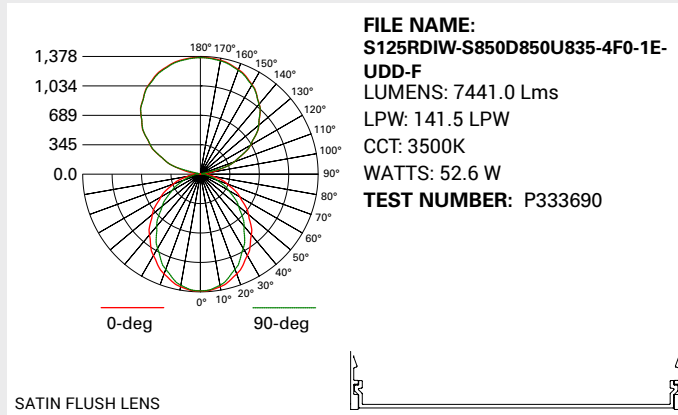 FILE NAME:
S125RDIW-S850D850U835-4F0-1E-
UDD-F
LUMENS: 7441.0 Lms
LPW: 141.5 LPW
CCT: 3500K
WATTS: 52.6 W
TEST NUMBER: P333690
1,378
1,034
689
345
0.0
180°
170°
160°
150°
140°
130°
120°
110°
100°
90°
80°
70°
60°
50°
40°
30°
20°
10°
0°
0-deg
90-deg
SATIN FLUSH LENS